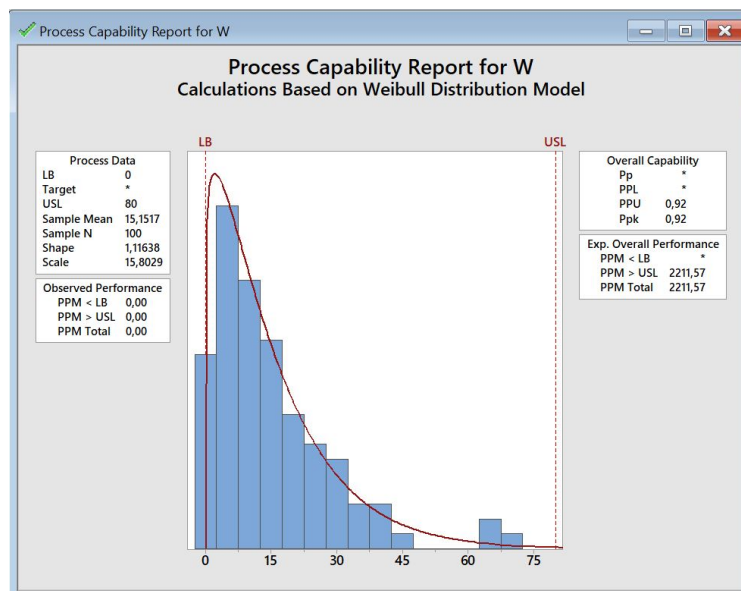 Process Capability Report for W
Process Capability Report for W
Calculations Based on Weibull Distribution Model
LB
USL
Process Data
LB 0
Target *
USL 80
Sample Mean 15,1517
Sample N 100
Shape 1,11638
Scale 15,8029
Observed Performance
PPM < LB 0,00
PPM > USL 0,00
PPM Total 0,00
Overall Capability
Pp *
PPL *
PPU 0,92
Ppk 0,92
Exp. Overall Performance
PPM < LB *
PPM > USL 2211,57
PPM Total 2211,57
0 15 30 45 60 75